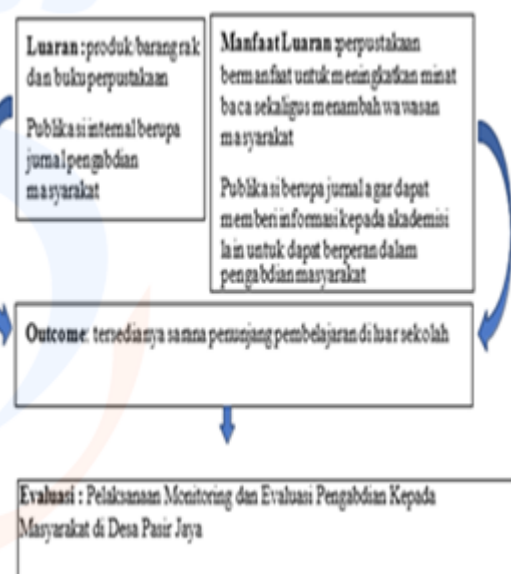 Luaran : produk/barang rak
dan buku perpustakaan
Publikasi internal berupa
jurnal pengabdian
masyarakat
Manfaat Luaran : perpustakaan
bermanfaat untuk meningkatkan minat
baca sekaligus menambah wawasan
masyarakat
Publikasi berupa jurnal agar dapat
memberi informasi kepada akademisi
lain untuk dapat berperan dalam
pengabdian masyarakat
Outcome: tersedianya sarana penunjang pembelajaran di luar sekolah
Evaluasi : Pelaksanaan Monitoring dan Evaluasi Pengabdian Kepada
Masyarakat di Desa Pasir Jaya